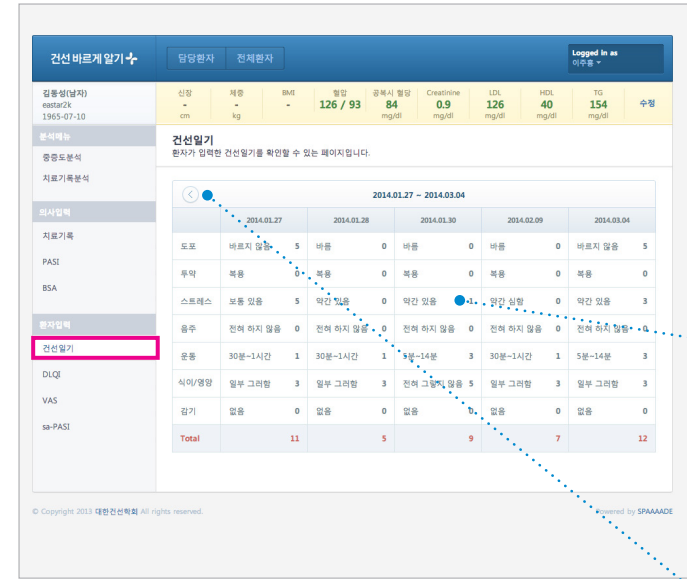 건선 바르게 알기
담당환자 전체환자
Logged in as
이주흥
김동성(남자)
eastar2k
1965-07-10
신장 체중 BMI 혈압 공복시 혈당 Creatinine LDL HDL TG
- - - 126 / 93 84 0.9 126 40 154 수정
cm kg mg/dl mg/dl mg/dl mg/dl mg/dl
분석메뉴
중증도분석
치료기록분석
의사입력
치료기록
PASI
BSA
환자입력
건선일기
DLQI
VAS
sa-PASI
건선일기
환자가 입력한 건선일기를 확인할 수 있는 페이지입니다.
2014.01.27 ~ 2014.03.04
2014.01.27 2014.01.28 2014.01.30 2014.02.09 2014.03.04
도포 바르지 않음 5 바름 0 바름 0 바름 0 바르지 않음 5
투약 복용 0 복용 0 복용 0 복용 0 복용 0
스트레스 보통 있음 5 약간 있음 0 약간 있음 1 약간 심함 0 약간 있음 3
음주 전혀 하지 않음 0 전혀 하지 않음 0 전혀 하지 않음 0 전혀 하지 않음 0 전혀 하지 않음 0
운동 30분~1시간 1 30분~1시간 1 5분~14분 3 30분~1시간 3 5분~14분 3
식이/영양 일부 그러함 3 일부 그러함 3 전혀 그렇지 않음 5 일부 그러함 3 일부 그러함 3
감기 없음 0 없음 0 없음 0 없음 0 없음 0
Total 11 5 9 7 12
© Copyright 2013 대한건선학회 All rights reserved.
Powered by SPAAAADE